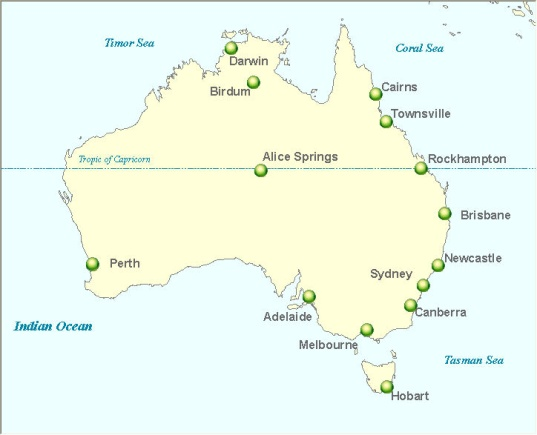 Timor Sea
Coral Sea
Darwin
Birdum
Cairns
Townsville
Tropic of Capricorn
Alice Springs
Rockhampton
Brisbane
Perth
Newcastle
Sydney
Adelaide
Canberra
Indian Ocean
Melbourne
Tasman Sea
Hobart